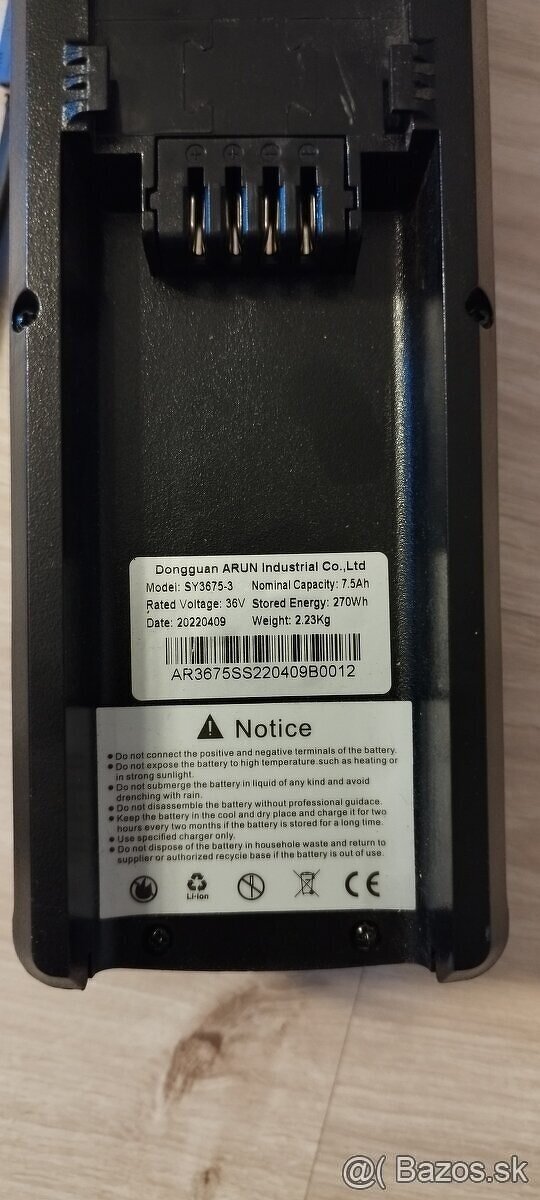 Dongguan ARUN Industrial Co.,Ltd
Model: SY3675-3 Nominal Capacity: 7.5Ah
Rated Voltage: 36V Stored Energy: 270Wh
Date: 20220409 Weight: 2.23Kg
AR3675SS220409B0012
Notice
● Do not connect the positive and negative terminals of the battery.
● Do not expose the battery to high temperature such as heating or
in strong sunlight.
● Do not submerge the battery in liquid of any kind and avoid
drenching with rain.
● Do not disassemble the battery without professional guidace.
● Keep the battery in the cool and dry place and charge it for two
hours every two months if the battery is stored for a long time.
● Use specified charger only.
● Do not dispose of the battery in household waste and return to
supplier or authorized recycle base if the battery is out of use.
Li-ion
CE
@( Bazos.sk